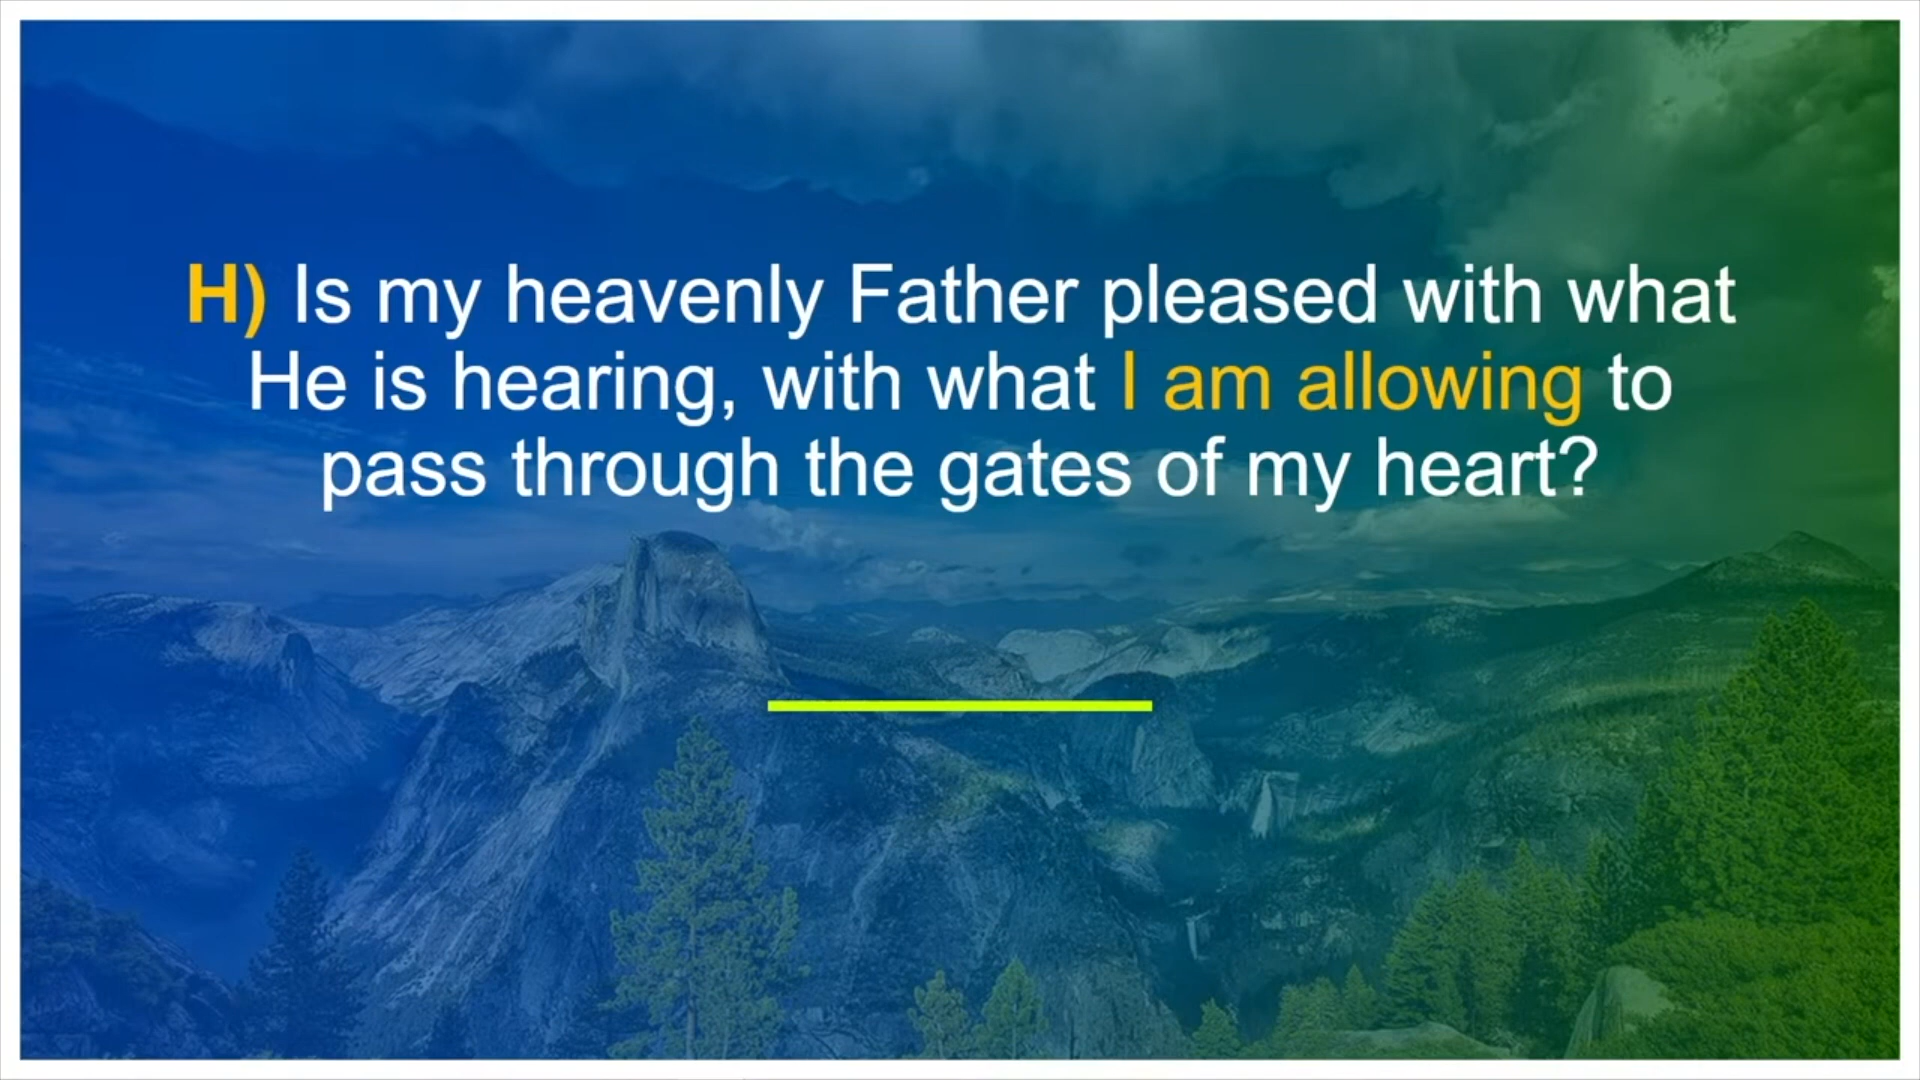 H) Is my heavenly Father pleased with what
He is hearing, with what I am allowing to
pass through the gates of my heart?